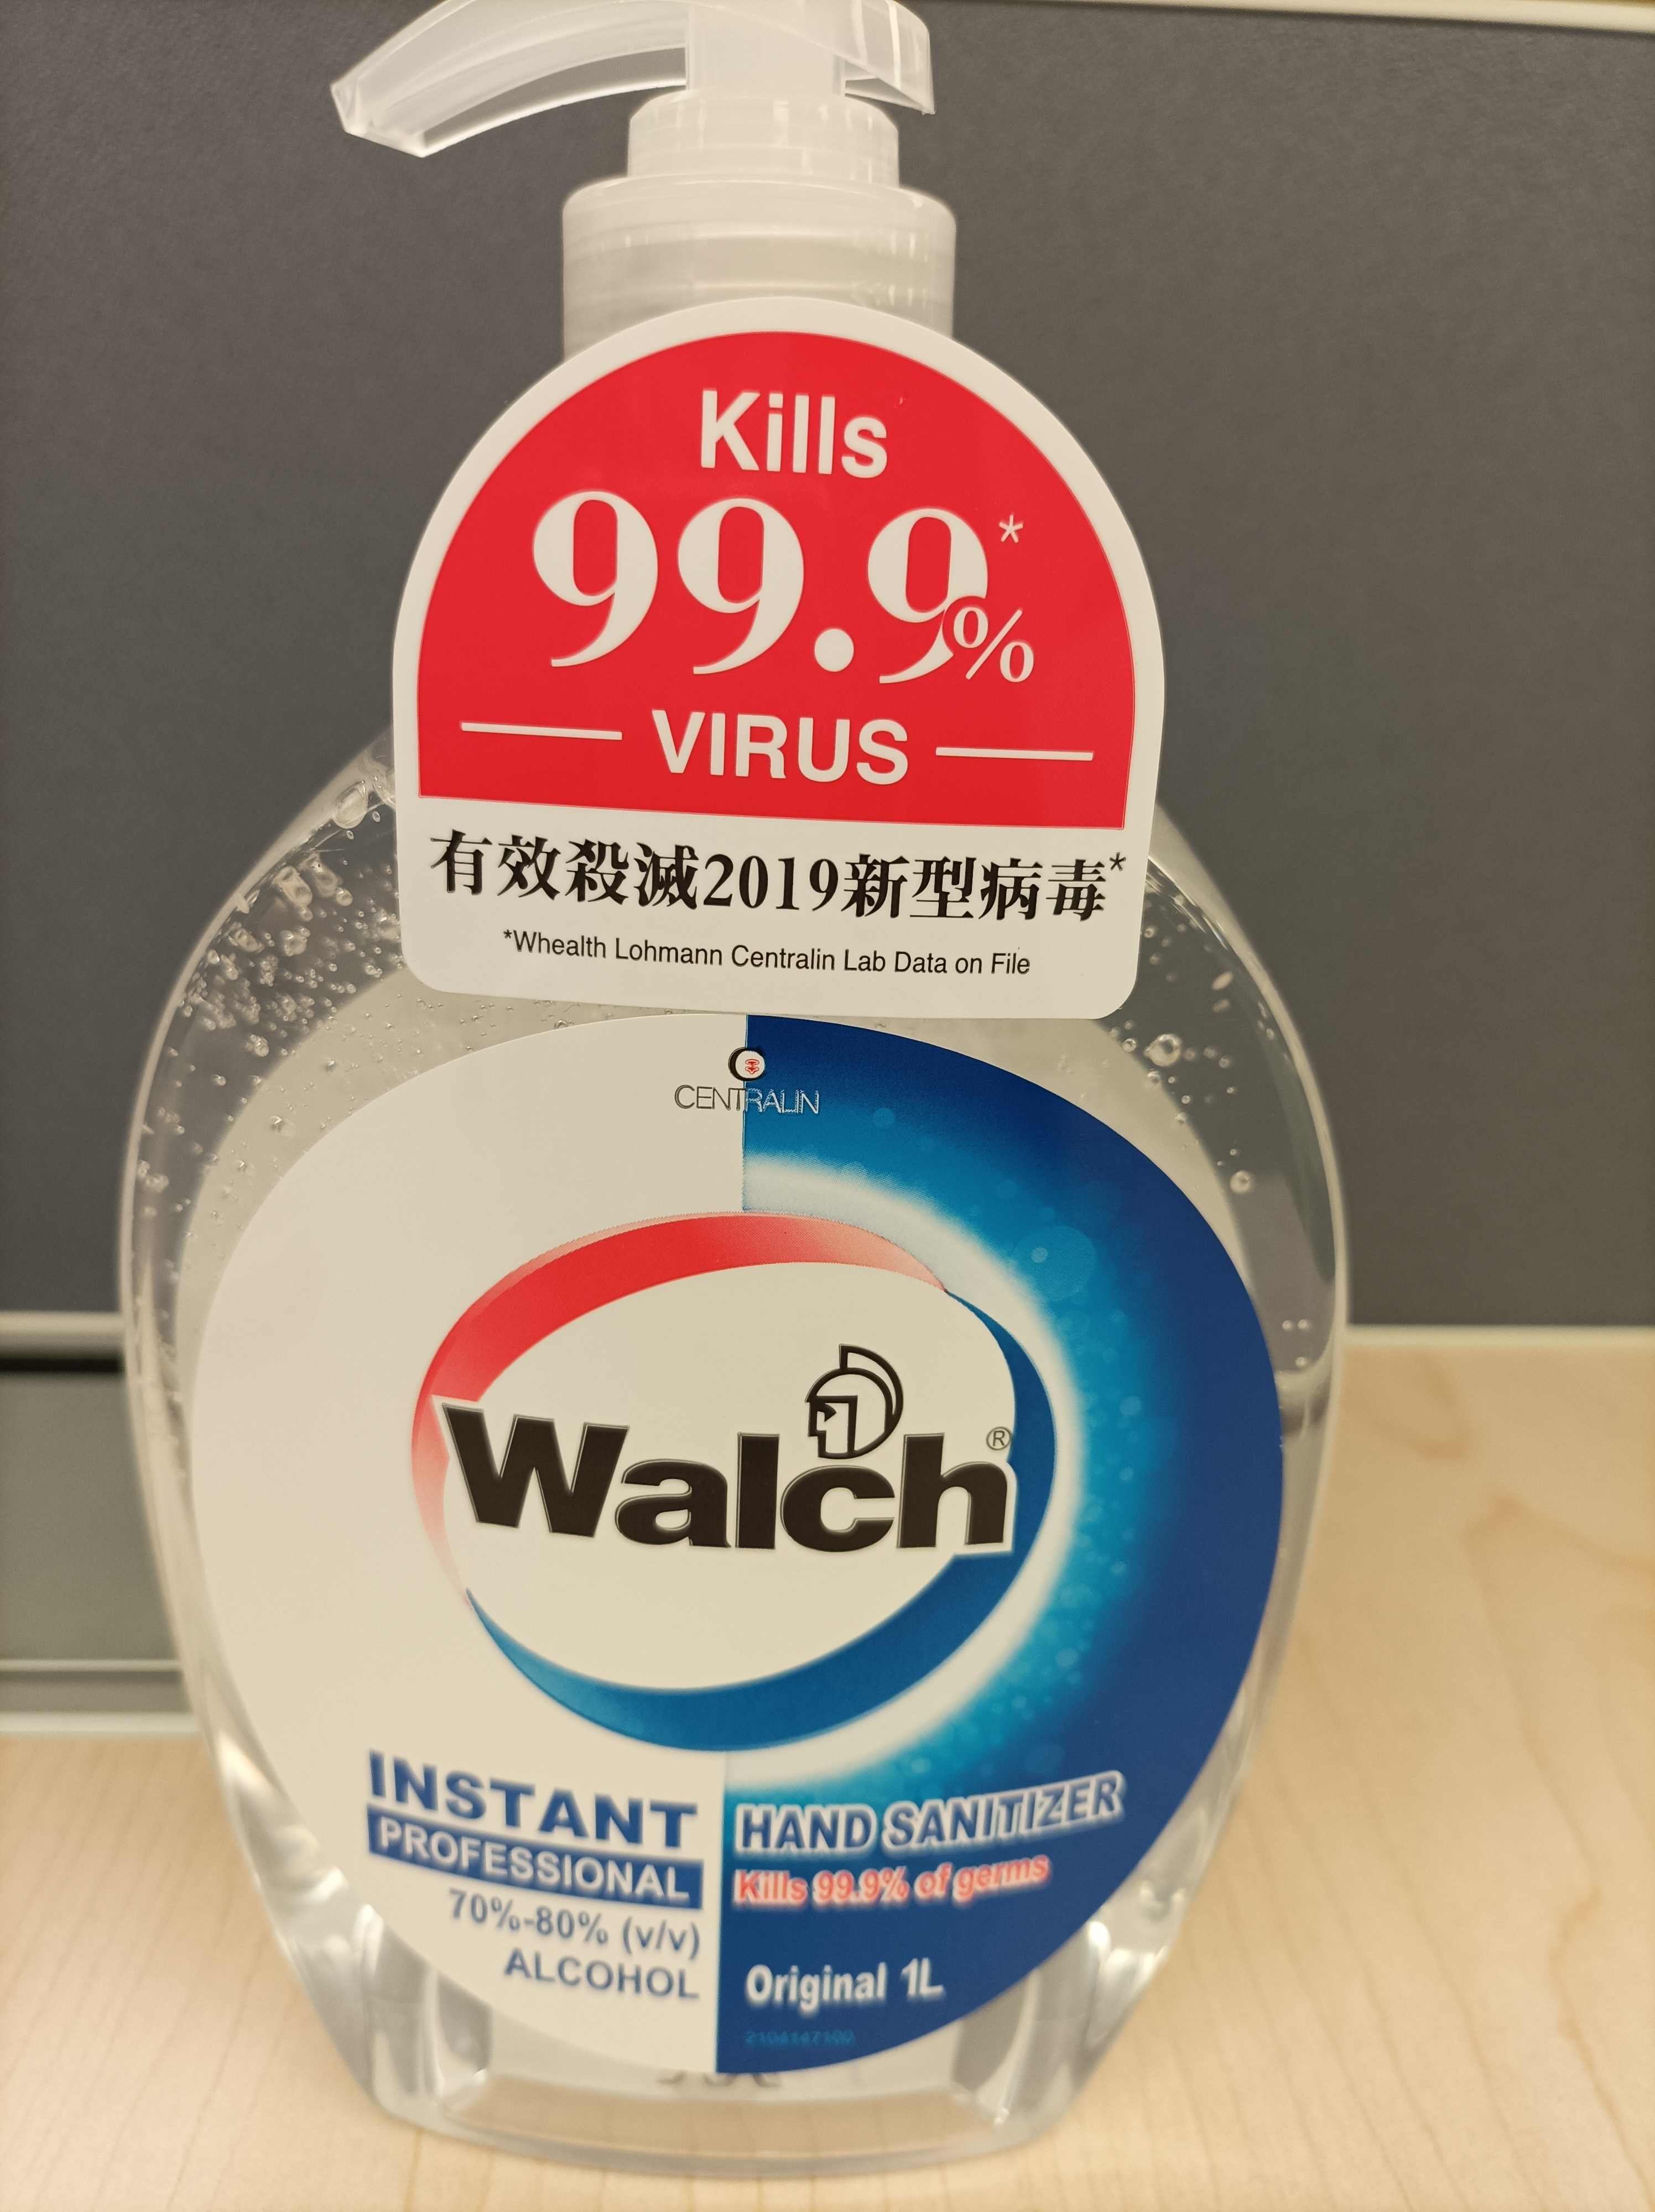 Kills
99.9%*
VIRUS
有效殺滅2019新型病毒*
*Whealth Lohmann Centralin Lab Data on File
CENTRALIN
Walch®
INSTANT
PROFESSIONAL
70%-80% (v/v)
ALCOHOL
HAND SANITIZER
Kills 99.9% of germs
Original 1L
2104147100